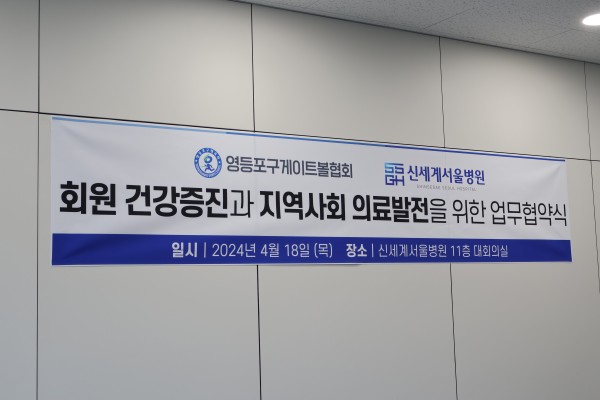 영등포구게이트볼협회 신세계서울병원
SHINSEGAE SEOUL HOSPITAL
회원 건강증진과 지역사회 의료발전을 위한 업무협약식
일시 | 2024년 4월 18일 (목) 장소 | 신세계서울병원 11층 대회의실